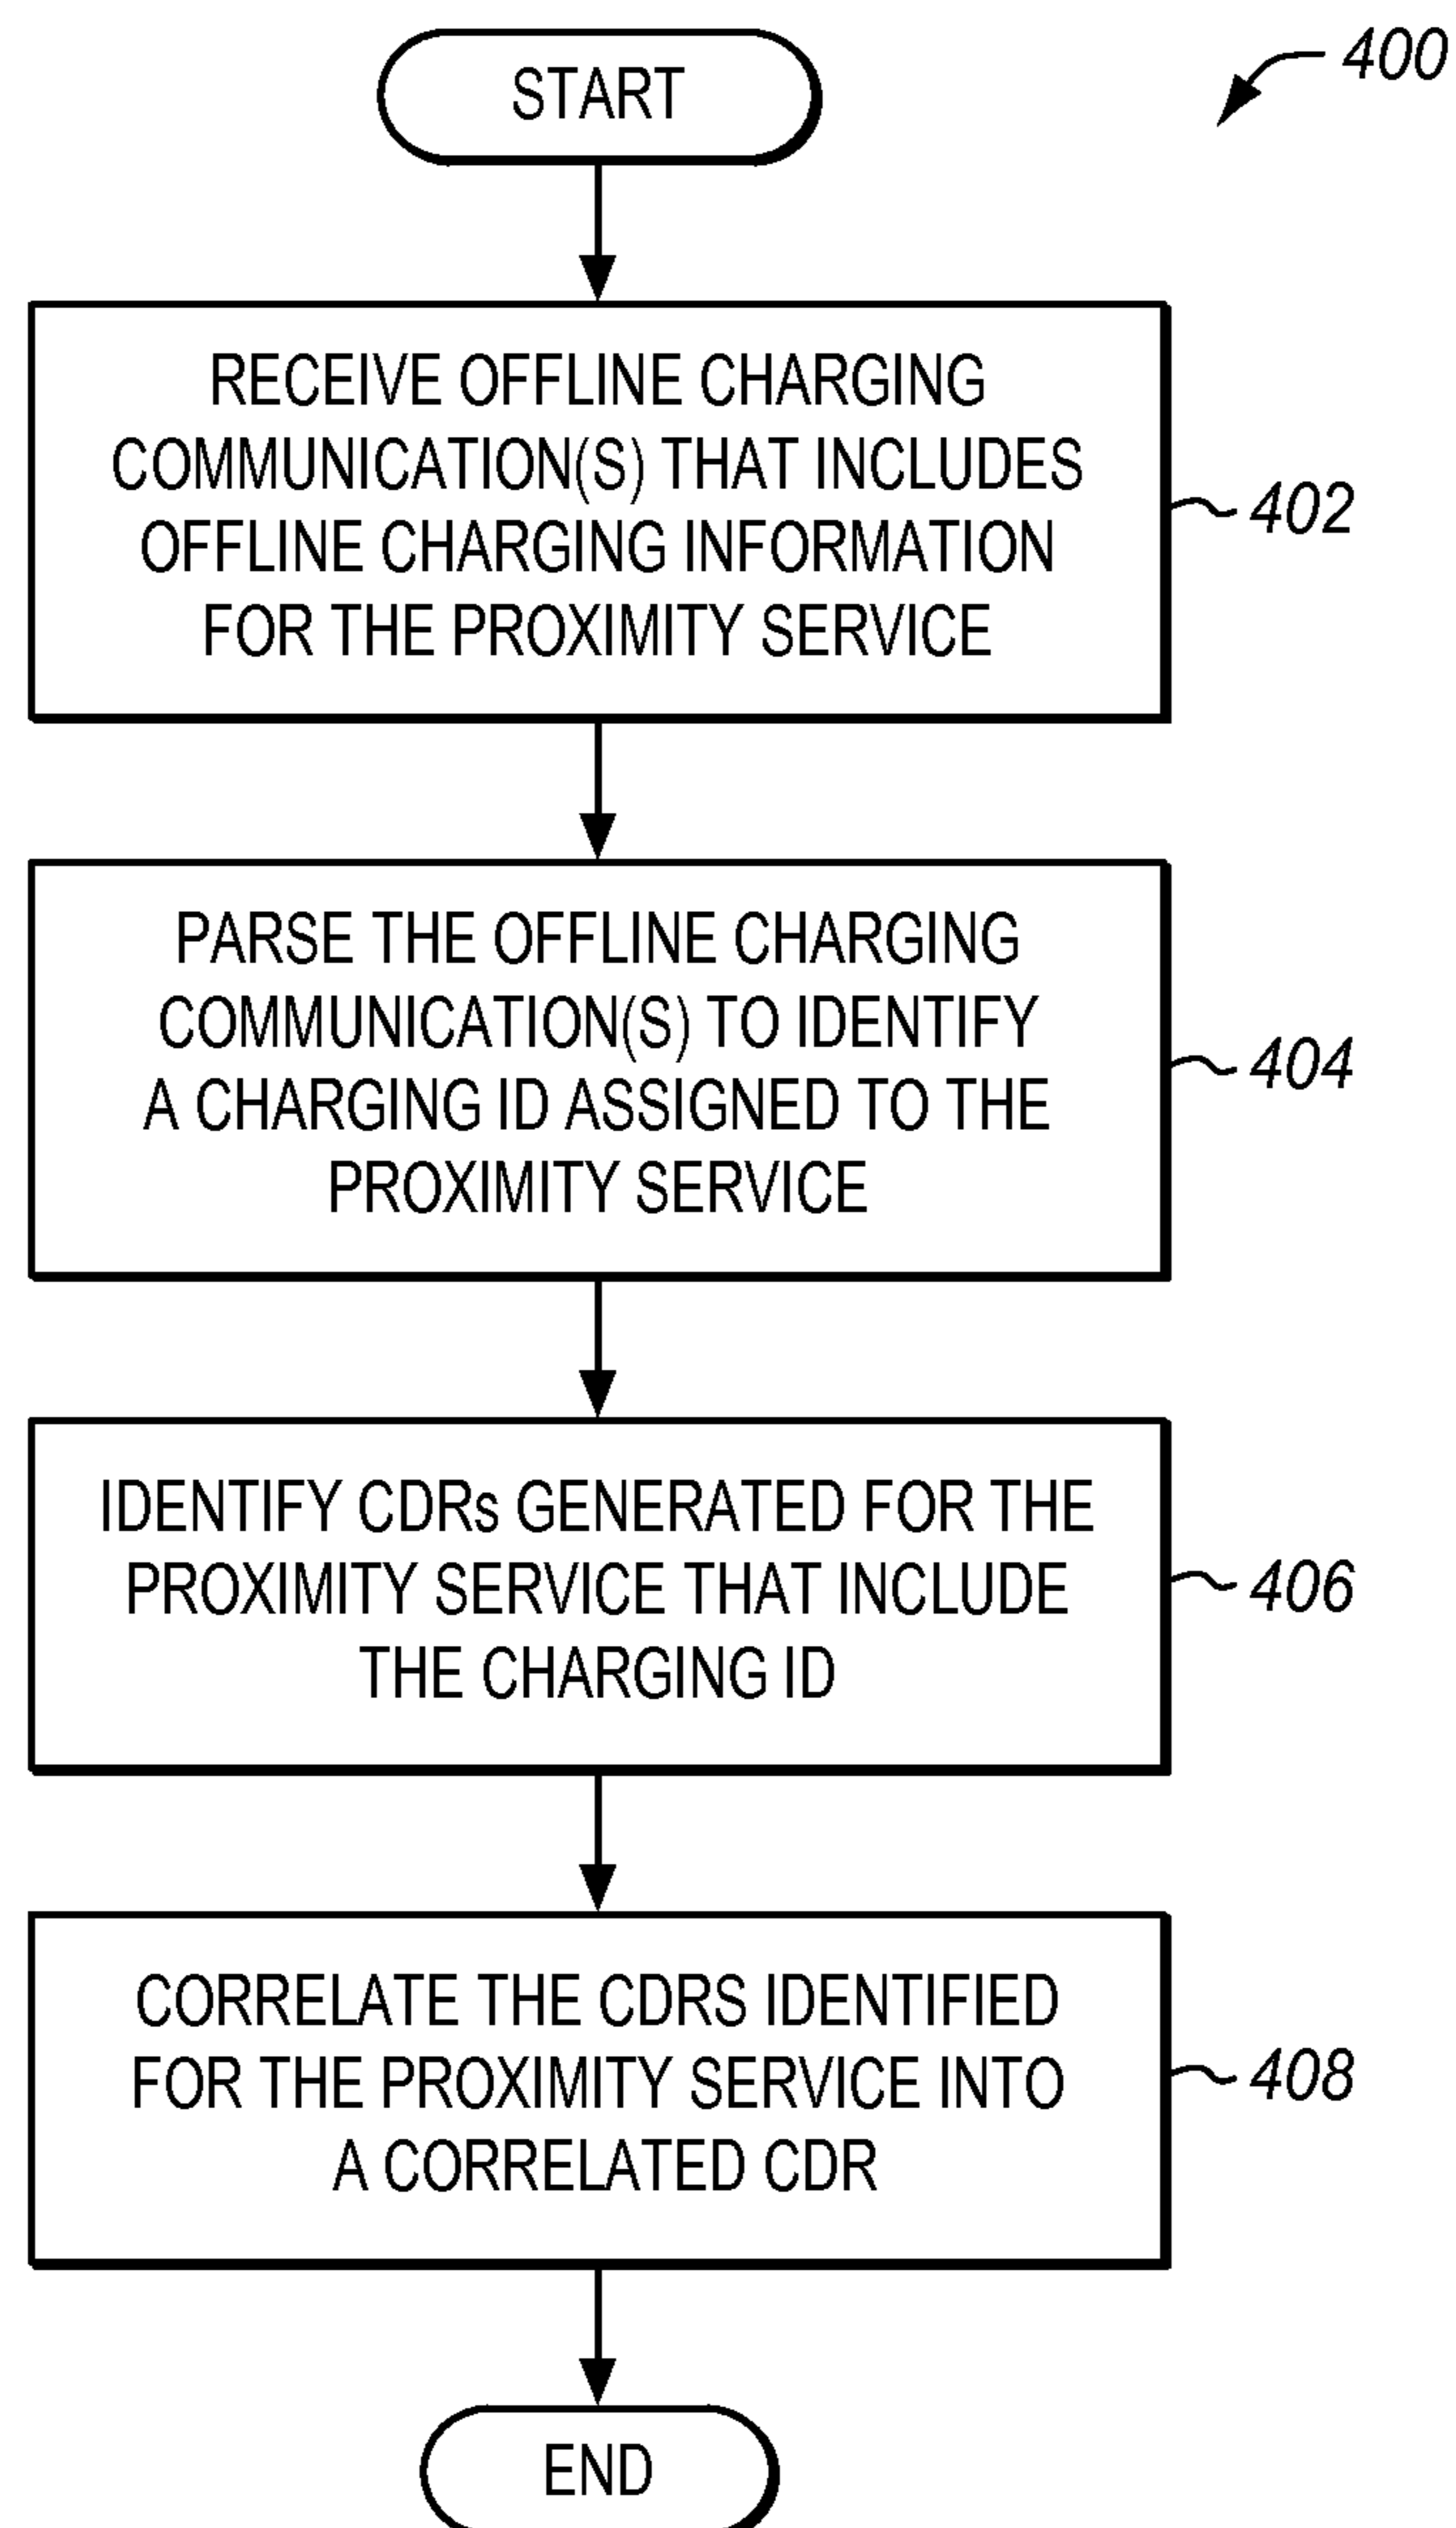 START
400
RECEIVE OFFLINE CHARGING
COMMUNICATION(S) THAT INCLUDES
OFFLINE CHARGING INFORMATION
FOR THE PROXIMITY SERVICE
402
PARSE THE OFFLINE CHARGING
COMMUNICATION(S) TO IDENTIFY
A CHARGING ID ASSIGNED TO THE
PROXIMITY SERVICE
404
IDENTIFY CDRs GENERATED FOR THE
PROXIMITY SERVICE THAT INCLUDE
THE CHARGING ID
406
CORRELATE THE CDRS IDENTIFIED
FOR THE PROXIMITY SERVICE INTO
A CORRELATED CDR
408
END